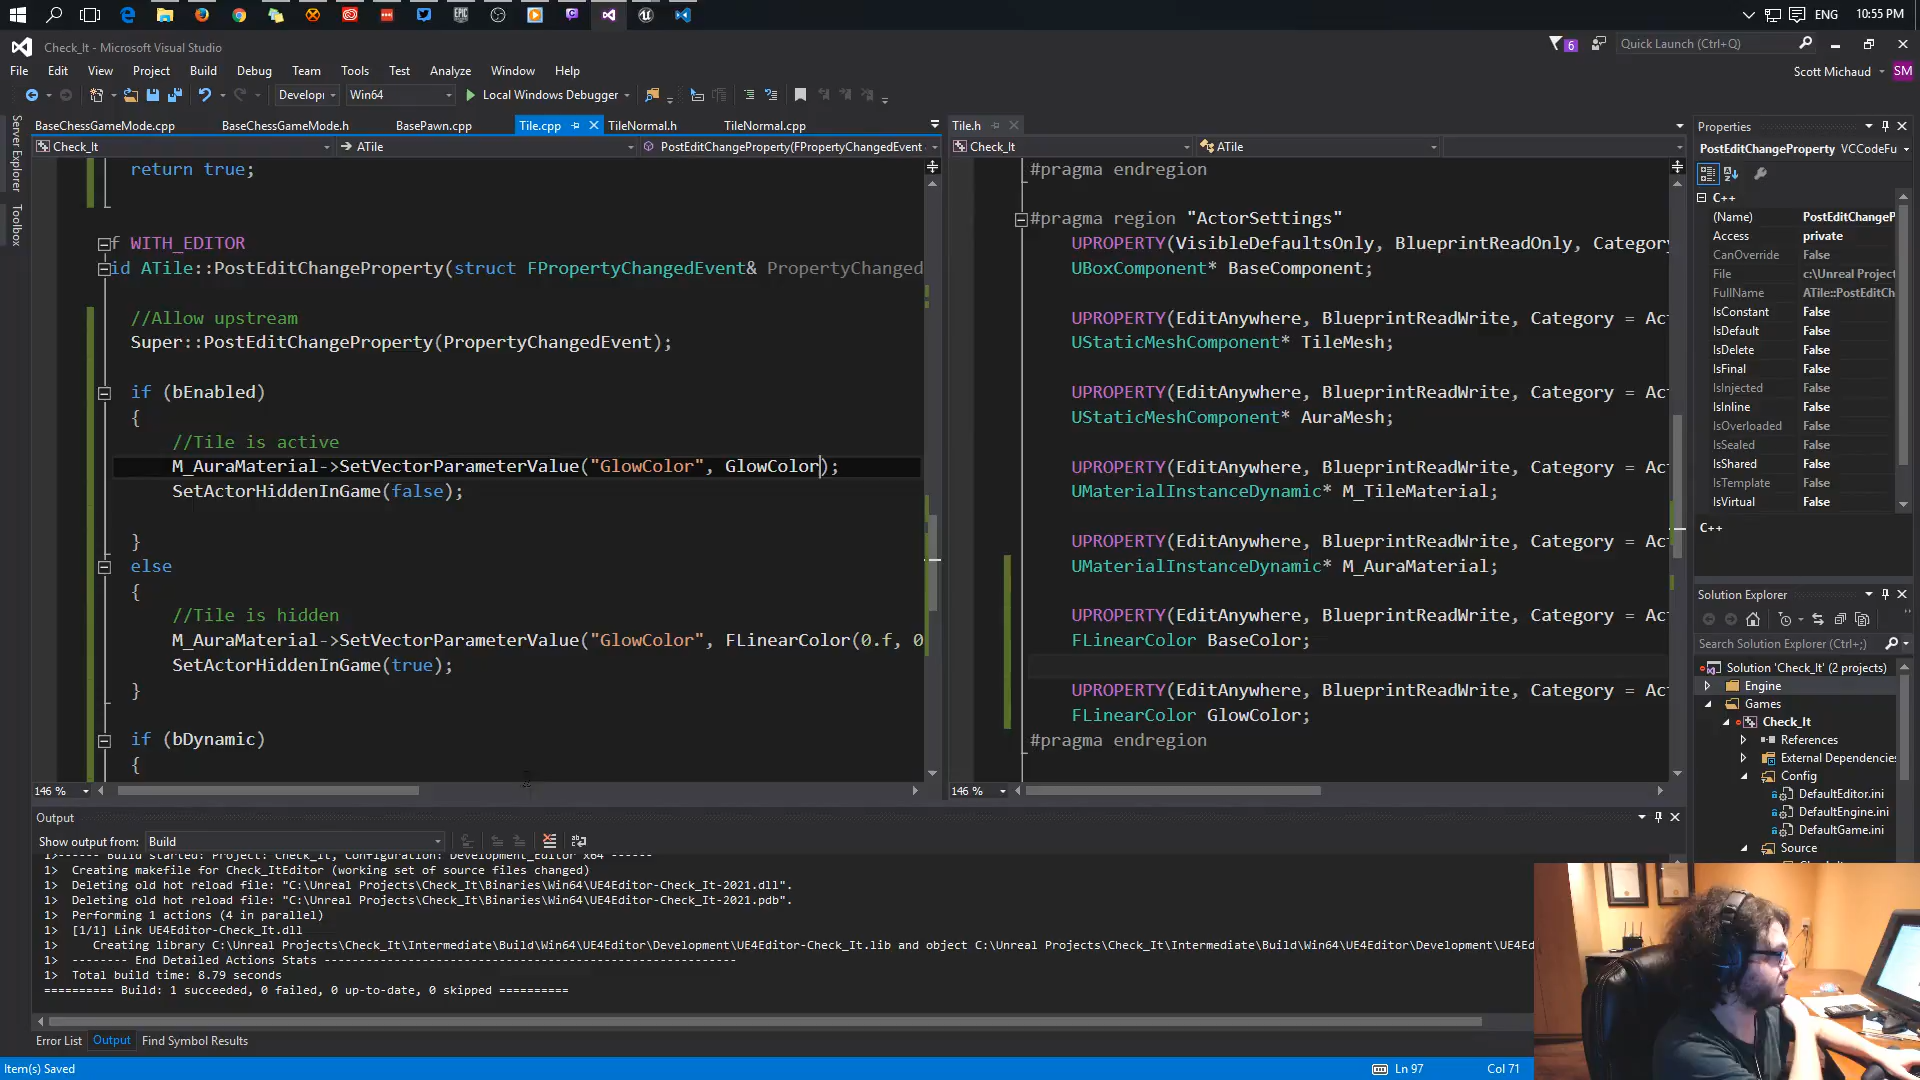 ENG
10:55 PM
Check_It - Microsoft Visual Studio
6
Quick Launch (Ctrl+Q)
File Edit View Project Build Debug Team Tools Test Analyze Window Help
Scott Michaud
SM
Develop
Win64
Local Windows Debugger
Server Explorer
Toolbox
BaseChessGameMode.cpp
BaseChessGameMode.h
BasePawn.cpp
Tile.cpp
TileNormal.h
TileNormal.cpp
Check_It
ATile
PostEditChangeProperty(FPropertyChangedEvent
return true;
f WITH_EDITOR
id ATile::PostEditChangeProperty(struct FPropertyChangedEvent& PropertyChanged
//Allow upstream
Super::PostEditChangeProperty(PropertyChangedEvent);
if (bEnabled)
{
//Tile is active
M_AuraMaterial->SetVectorParameterValue("GlowColor", GlowColor);
SetActorHiddenInGame(false);
}
else
{
//Tile is hidden
M_AuraMaterial->SetVectorParameterValue("GlowColor", FLinearColor(0.f, 0
SetActorHiddenInGame(true);
}
if (bDynamic)
{
146 %
Tile.h
Check_It
ATile
#pragma endregion
#pragma region "ActorSettings"
UPROPERTY(VisibleDefaultsOnly, BlueprintReadOnly, Category
UBoxComponent* BaseComponent;
UPROPERTY(EditAnywhere, BlueprintReadWrite, Category = Ac
UStaticMeshComponent* TileMesh;
UPROPERTY(EditAnywhere, BlueprintReadWrite, Category = Ac
UStaticMeshComponent* AuraMesh;
UPROPERTY(EditAnywhere, BlueprintReadWrite, Category = Ac
UMaterialInstanceDynamic* M_TileMaterial;
UPROPERTY(EditAnywhere, BlueprintReadWrite, Category = Ac
UMaterialInstanceDynamic* M_AuraMaterial;
UPROPERTY(EditAnywhere, BlueprintReadWrite, Category = Ac
FLinearColor BaseColor;
UPROPERTY(EditAnywhere, BlueprintReadWrite, Category = Ac
FLinearColor GlowColor;
#pragma endregion
146 %
Properties
PostEditChangeProperty VCCodeFu
C++
(Name) PostEditChangeP
Access private
CanOverride False
File c:\Unreal Project
FullName ATile::PostEditCh
IsConstant False
IsDefault False
IsDelete False
IsFinal False
IsInjected False
IsInline False
IsOverloaded False
IsSealed False
IsShared False
IsTemplate False
IsVirtual False
C++
Solution Explorer
Search Solution Explorer (Ctrl+;)
Solution 'Check_It' (2 projects)
Engine
Games
Check_It
References
External Dependencies
Config
DefaultEditor.ini
DefaultEngine.ini
DefaultGame.ini
Source
Output
Show output from: Build
1>------ Build started: Project: Check_It, Configuration: Development_Editor x64 ------
1> Creating makefile for Check_ItEditor (working set of source files changed)
1> Deleting old hot reload file: "C:\Unreal Projects\Check_It\Binaries\Win64\UE4Editor-Check_It-2021.dll".
1> Deleting old hot reload file: "C:\Unreal Projects\Check_It\Binaries\Win64\UE4Editor-Check_It-2021.pdb".
1> Performing 1 actions (4 in parallel)
1> [1/1] Link UE4Editor-Check_It.dll
1> Creating library C:\Unreal Projects\Check_It\Intermediate\Build\Win64\UE4Editor\Development\UE4Editor-Check_It.lib and object C:\Unreal Projects\Check_It\Intermediate\Build\Win64\UE4Editor\Development\UE4Ed
1> -------- End Detailed Actions Stats -----------------------------------------------------------
1> Total build time: 8.79 seconds
========== Build: 1 succeeded, 0 failed, 0 up-to-date, 0 skipped ==========
Error List Output Find Symbol Results
Item(s) Saved
Ln 97
Col 71